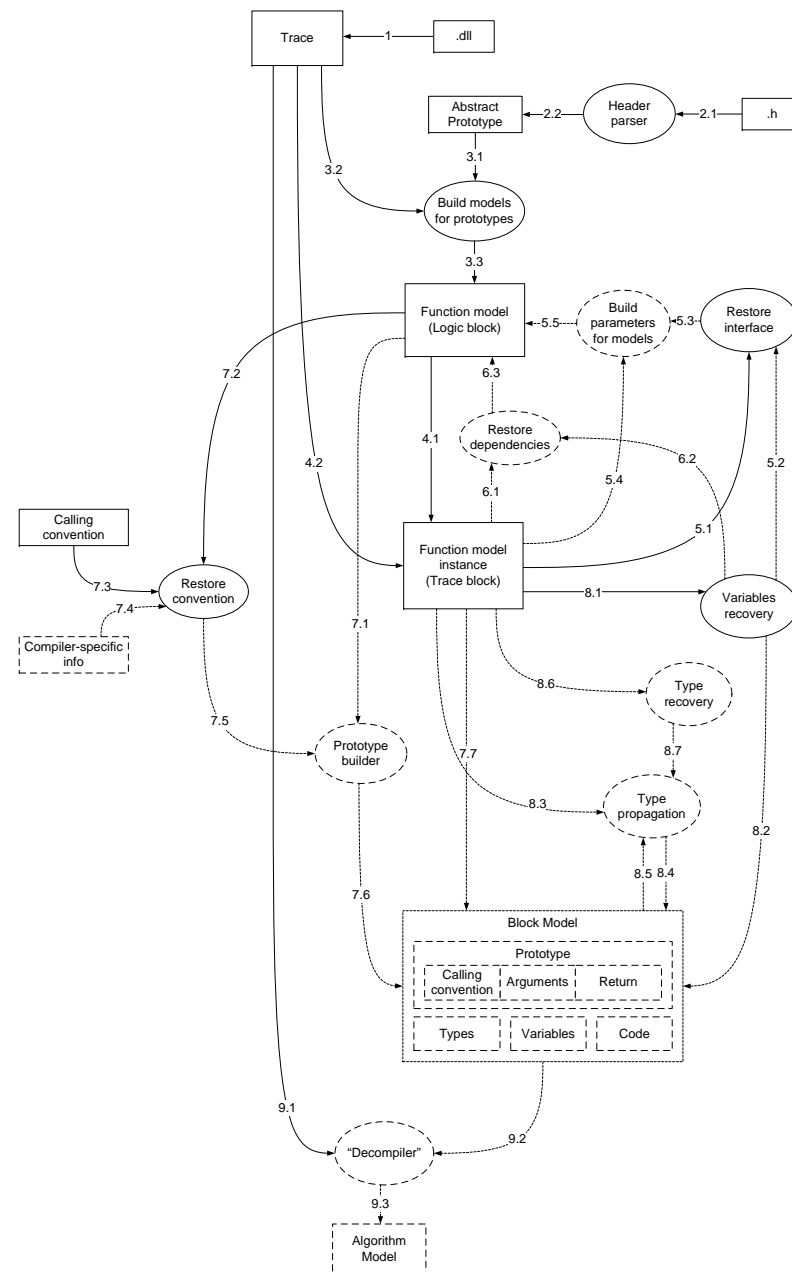 Trace
1
.dll
Abstract
Prototype
2.2
Header
parser
2.1
.h
3.1
3.2
Build models
for prototypes
3.3
Function model
(Logic block)
5.5
Build
parameters
for models
5.3
Restore
interface
7.2
6.3
4.1
Restore
dependencies
6.2
5.2
4.2
6.1
5.4
5.1
Calling
convention
Function model
instance
(Trace block)
7.3
Restore
convention
8.1
Variables
recovery
7.4
Compiler-specific
info
7.1
8.6
Type
recovery
7.5
Prototype
builder
7.7
8.7
8.3
Type
propagation
8.2
8.5
8.4
7.6
Block Model
Prototype
Calling
convention
Arguments
Return
Types
Variables
Code
9.1
9.2
“Decompiler”
9.3
Algorithm
Model